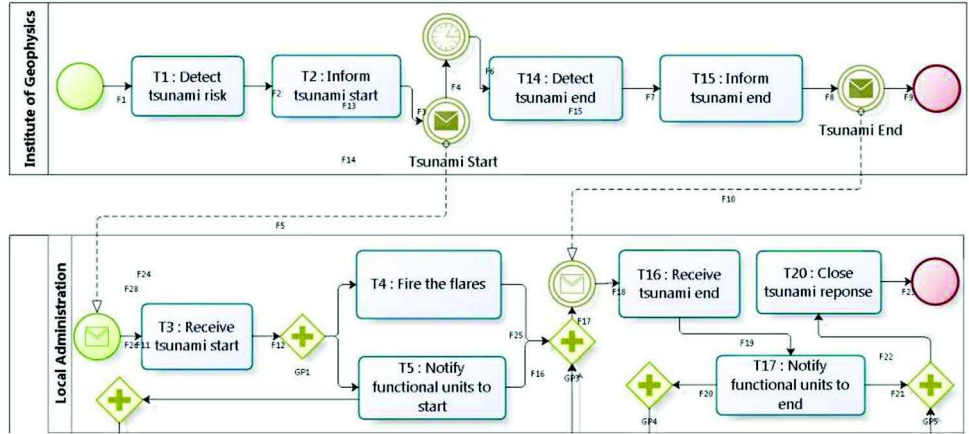 Institute of Geophysics
T1 : Detect
tsunami risk
T2 : Inform
tsunami start
T14 : Detect
tsunami end
T15 : Inform
tsunami end
F1
F2
F13
F3
F4
F6
F15
F7
F8
F9
Tsunami Start
Tsunami End
F14
F5
F10
Local Administration
F24
F28
T3 : Receive
tsunami start
F11
F12
GP1
T4 : Fire the flares
T5 : Notify
functional units to
start
F25
F16
F17
GP3
F18
T16 : Receive
tsunami end
T20 : Close
tsunami reponse
F23
F19
F22
T17 : Notify
functional units to
end
F20
F21
GP4
GP5